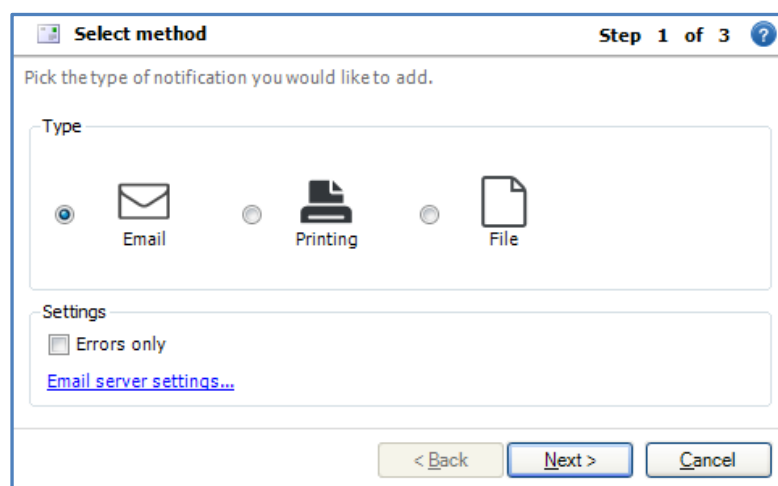 Select method Step 1 of 3 ?
Pick the type of notification you would like to add.
Type
Email Printing File
Settings
Errors only
Email server settings...
< Back Next > Cancel